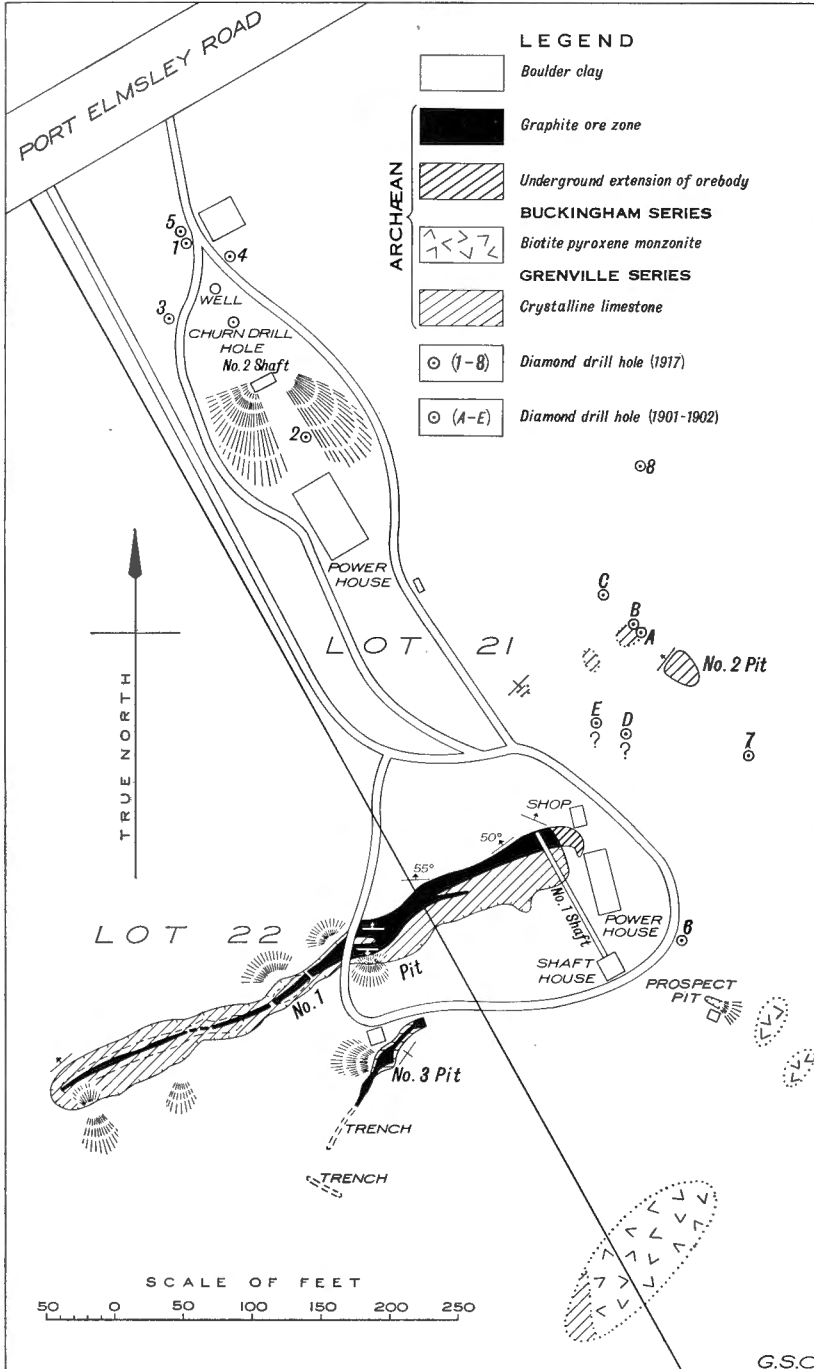 PORT ELMSLEY ROAD
LEGEND
Boulder clay
Graphite ore zone
Underground extension of orebody
BUCKINGHAM SERIES
Biotite pyroxene monzonite
GRENVILLE SERIES
Crystalline limestone
(1-8) Diamond drill hole (1917)
(A-E) Diamond drill hole (1901-1902)
ARCHÆAN
5
1
4
WELL
3
CHURN DRILL
HOLE
No. 2 Shaft
2
POWER
HOUSE
8
C
B
A
No. 2 Pit
LOT. 21
E
?
D
?
7
TRUE NORTH
SHOP
50°
55°
No. 1 Shaft
POWER
HOUSE
SHAFT
HOUSE
6
PROSPECT
PIT
LOT 22
No. 1
Pit
No. 3 Pit
TRENCH
TRENCH
SCALE OF FEET
50 0 50 100 150 200 250
G.S.C